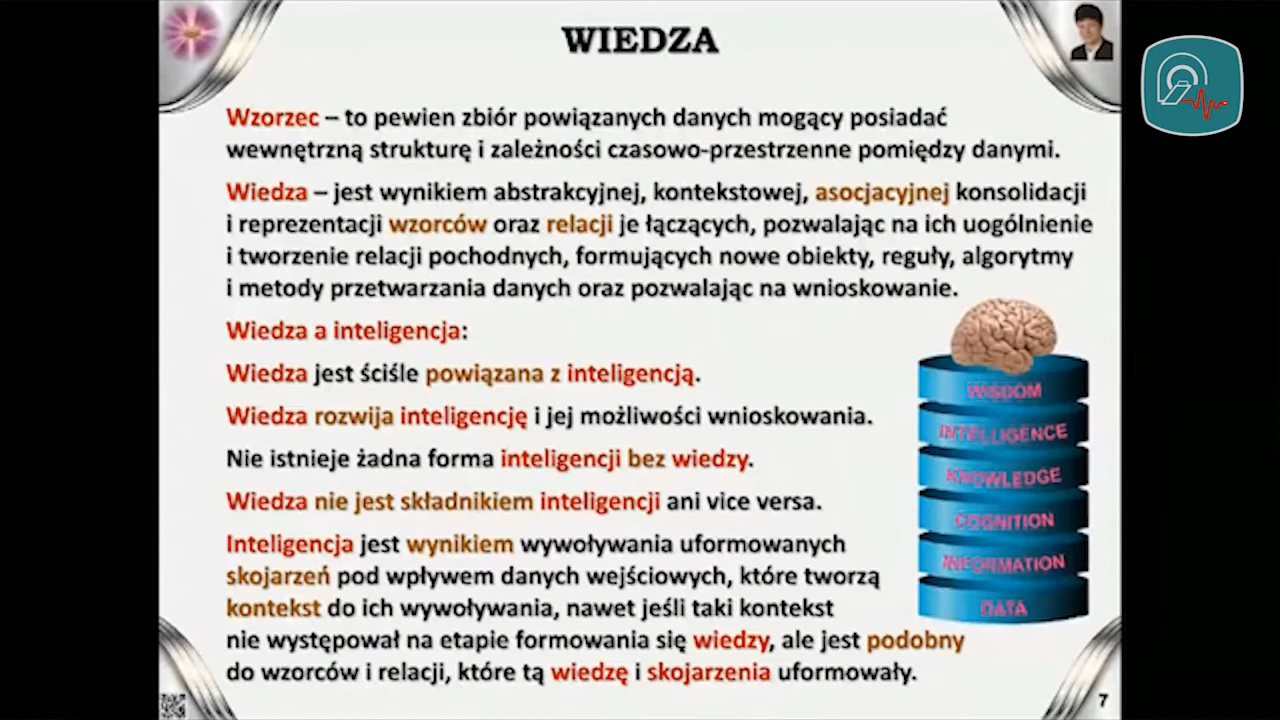 WIEDZA
Wzorzec – to pewien zbiór powiązanych danych mogący posiadać
wewnętrzną strukturę i zależności czasowo-przestrzenne pomiędzy danymi.
Wiedza – jest wynikiem abstrakcyjnej, kontekstowej, asocjacyjnej konsolidacji
i reprezentacji wzorców oraz relacji je łączących, pozwalając na ich uogólnienie
i tworzenie relacji pochodnych, formujących nowe obiekty, reguły, algorytmy
i metody przetwarzania danych oraz pozwalając na wnioskowanie.
Wiedza a inteligencja:
Wiedza jest ściśle powiązana z inteligencją.
Wiedza rozwija inteligencję i jej możliwości wnioskowania.
Nie istnieje żadna forma inteligencji bez wiedzy.
Wiedza nie jest składnikiem inteligencji ani vice versa.
Inteligencja jest wynikiem wywoływania uformowanych
skojarzeń pod wpływem danych wejściowych, które tworzą
kontekst do ich wywoływania, nawet jeśli taki kontekst
nie występował na etapie formowania się wiedzy, ale jest podobny
do wzorców i relacji, które tą wiedzę i skojarzenia uformowały.
WISDOM
INTELLIGENCE
KNOWLEDGE
COGNITION
INFORMATION
DATA
7